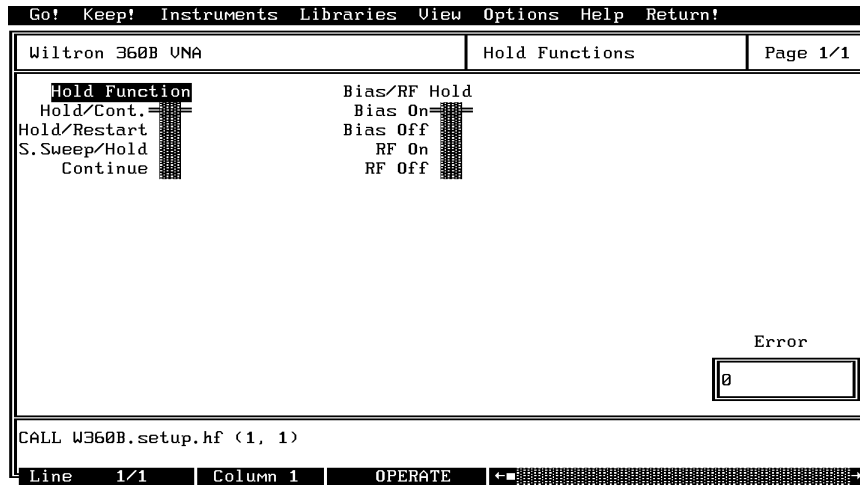 Go! Keep! Instruments Libraries View Options Help Return!
Wiltron 360B VNA
Hold Functions
Page 1/1
Hold Function
Hold/Cont.
Hold/Restart
S.Sweep/Hold
Continue
Bias/RF Hold
Bias On
Bias Off
RF On
RF Off
Error
0
CALL W360B.setup.hf (1, 1)
Line 1/1 Column 1 OPERATE